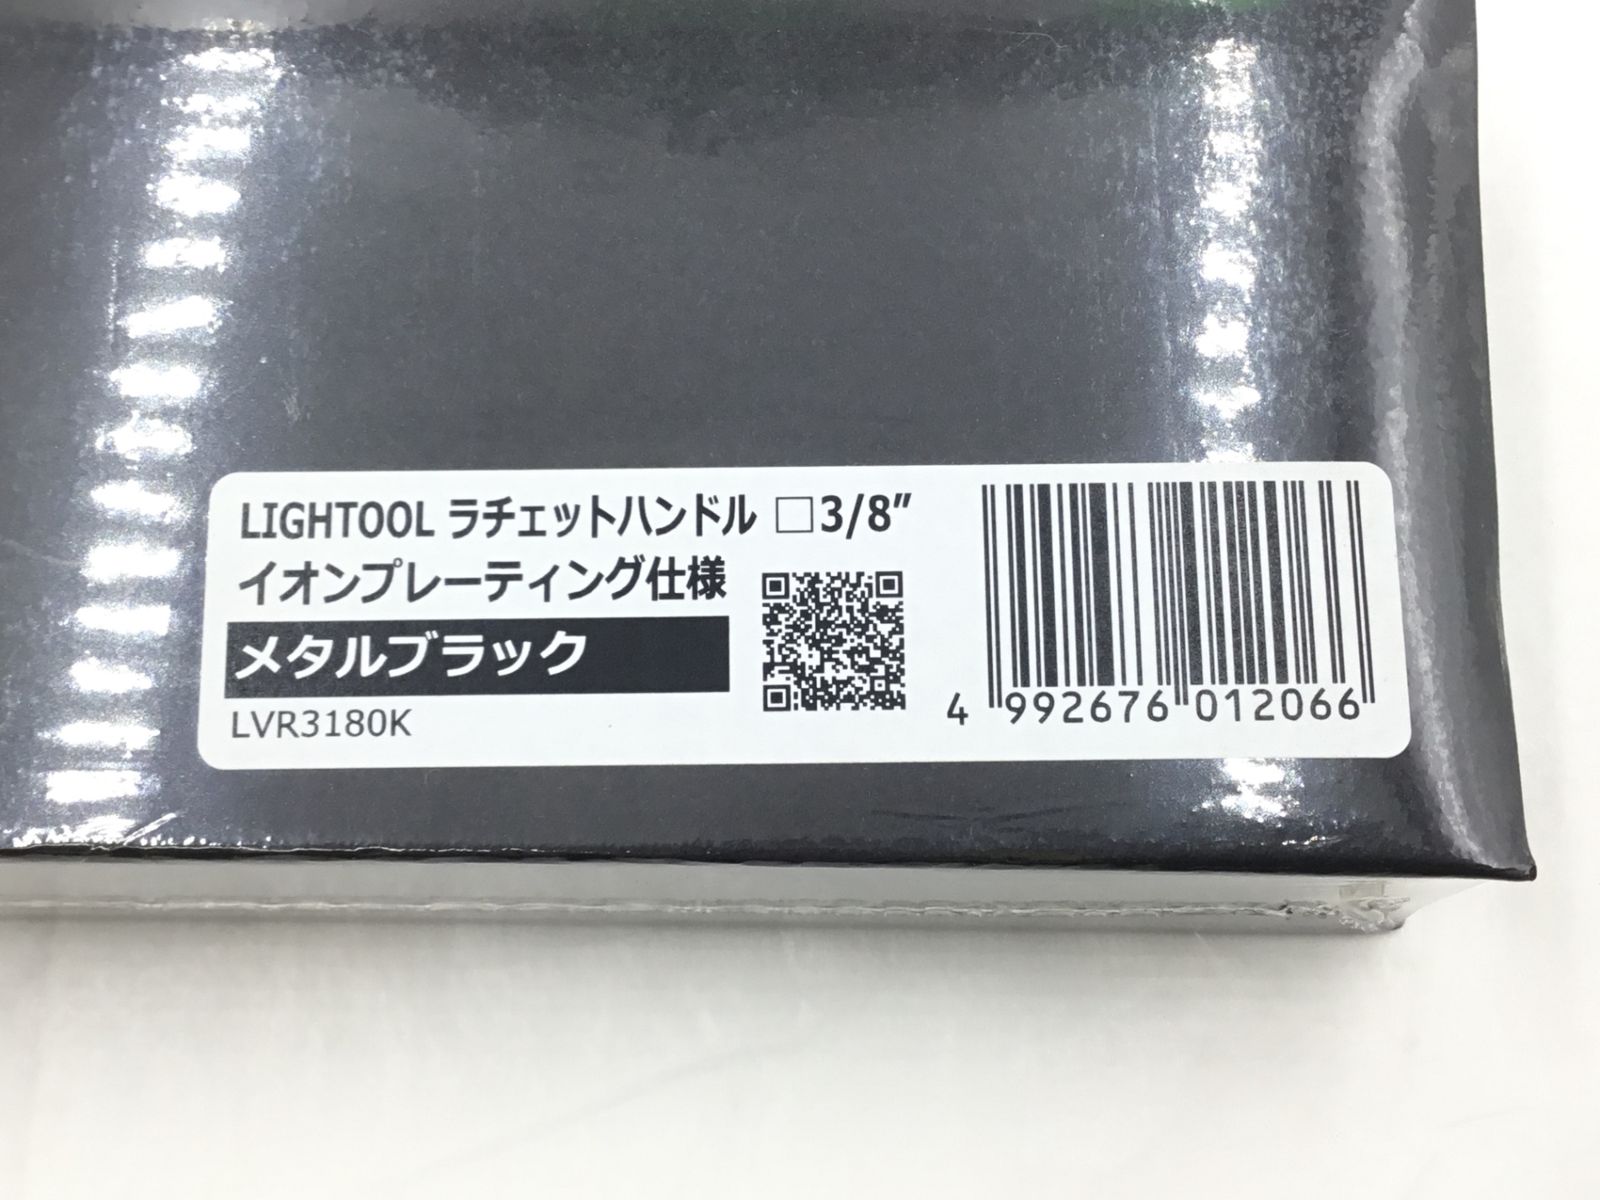 LIGHTOOL ラチェットハンドル □3/8"
イオンプレーティング仕様
メタルブラック
LVR3180K
4 992676 012066